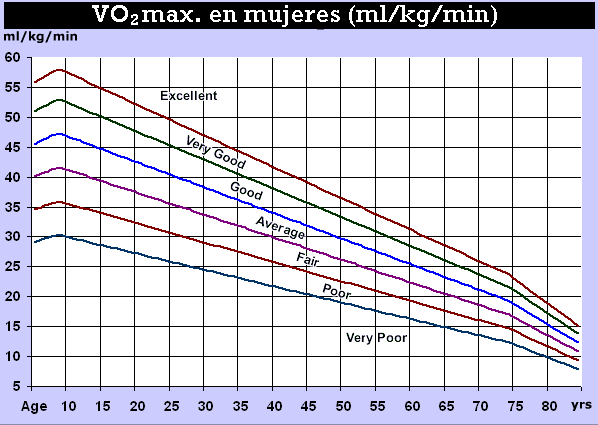 VO₂ max. en mujeres (ml/kg/min)
ml/kg/min
60
55
50
45
40
35
30
25
20
15
10
5
Excellent
Very Good
Good
Average
Fair
Poor
Very Poor
Age 10 15 20 25 30 35 40 45 50 55 60 65 70 75 80 yrs